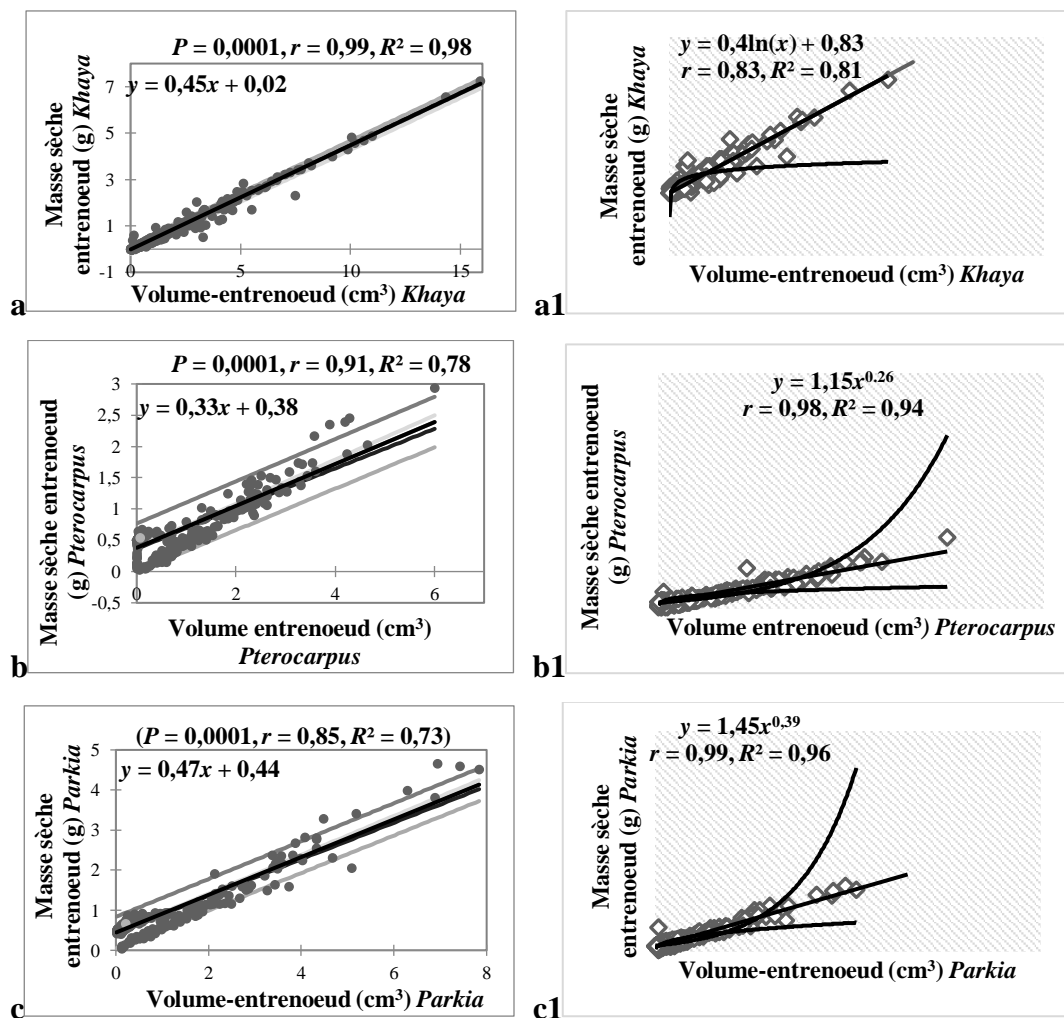 P = 0,0001, r = 0,99, R² = 0,98
y = 0,45x + 0,02
Masse sèche
entrenoeud (g) Khaya
7
5
3
1
-1
0
5
10
15
Volume-entrenoeud (cm³) Khaya
a
y = 0,4ln(x) + 0,83
r = 0,83, R² = 0,81
Masse sèche
entrenoeud (g) Khaya
Volume-entrenoeud (cm³) Khaya
a1
P = 0,0001, r = 0,91, R² = 0,78
y = 0,33x + 0,38
Masse sèche entrenoeud
(g) Pterocarpus
3
2,5
2
1,5
1
0,5
0
-0,5
0
2
4
6
Volume entrenoeud (cm³)
Pterocarpus
b
y = 1,15x^0.26
r = 0,98, R² = 0,94
Masse sèche entrenoeud
(g) Pterocarpus
Volume entrenoeud (cm³) Pterocarpus
b1
(P = 0,0001, r = 0,85, R² = 0,73)
y = 0,47x + 0,44
Masse sèche
entrenoeud (g) Parkia
5
4
3
2
1
0
0
2
4
6
8
Volume-entrenoeud (cm³) Parkia
c
y = 1,45x^0,39
r = 0,99, R² = 0,96
Masse sèche
entrenoeud (g) Parkia
Volume-entrenoeud (cm³) Parkia
c1